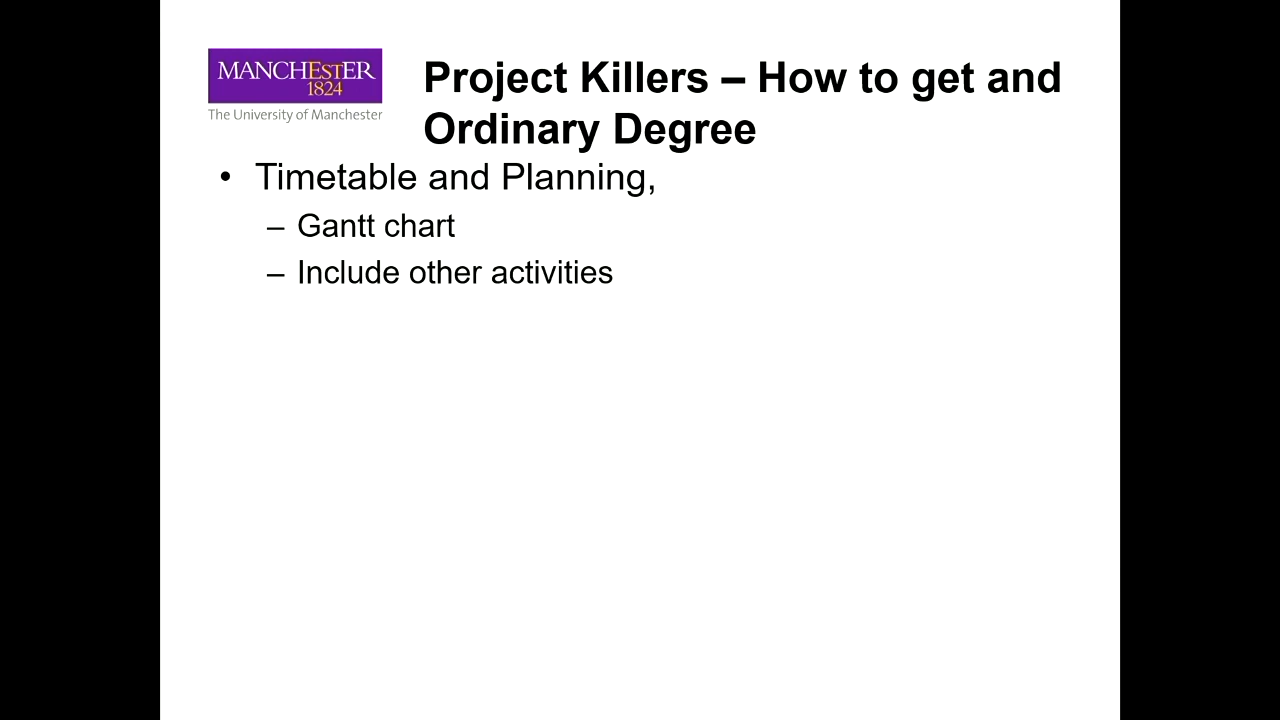 MANCHESTER
1824
The University of Manchester
Project Killers – How to get and
Ordinary Degree
• Timetable and Planning,
– Gantt chart
– Include other activities